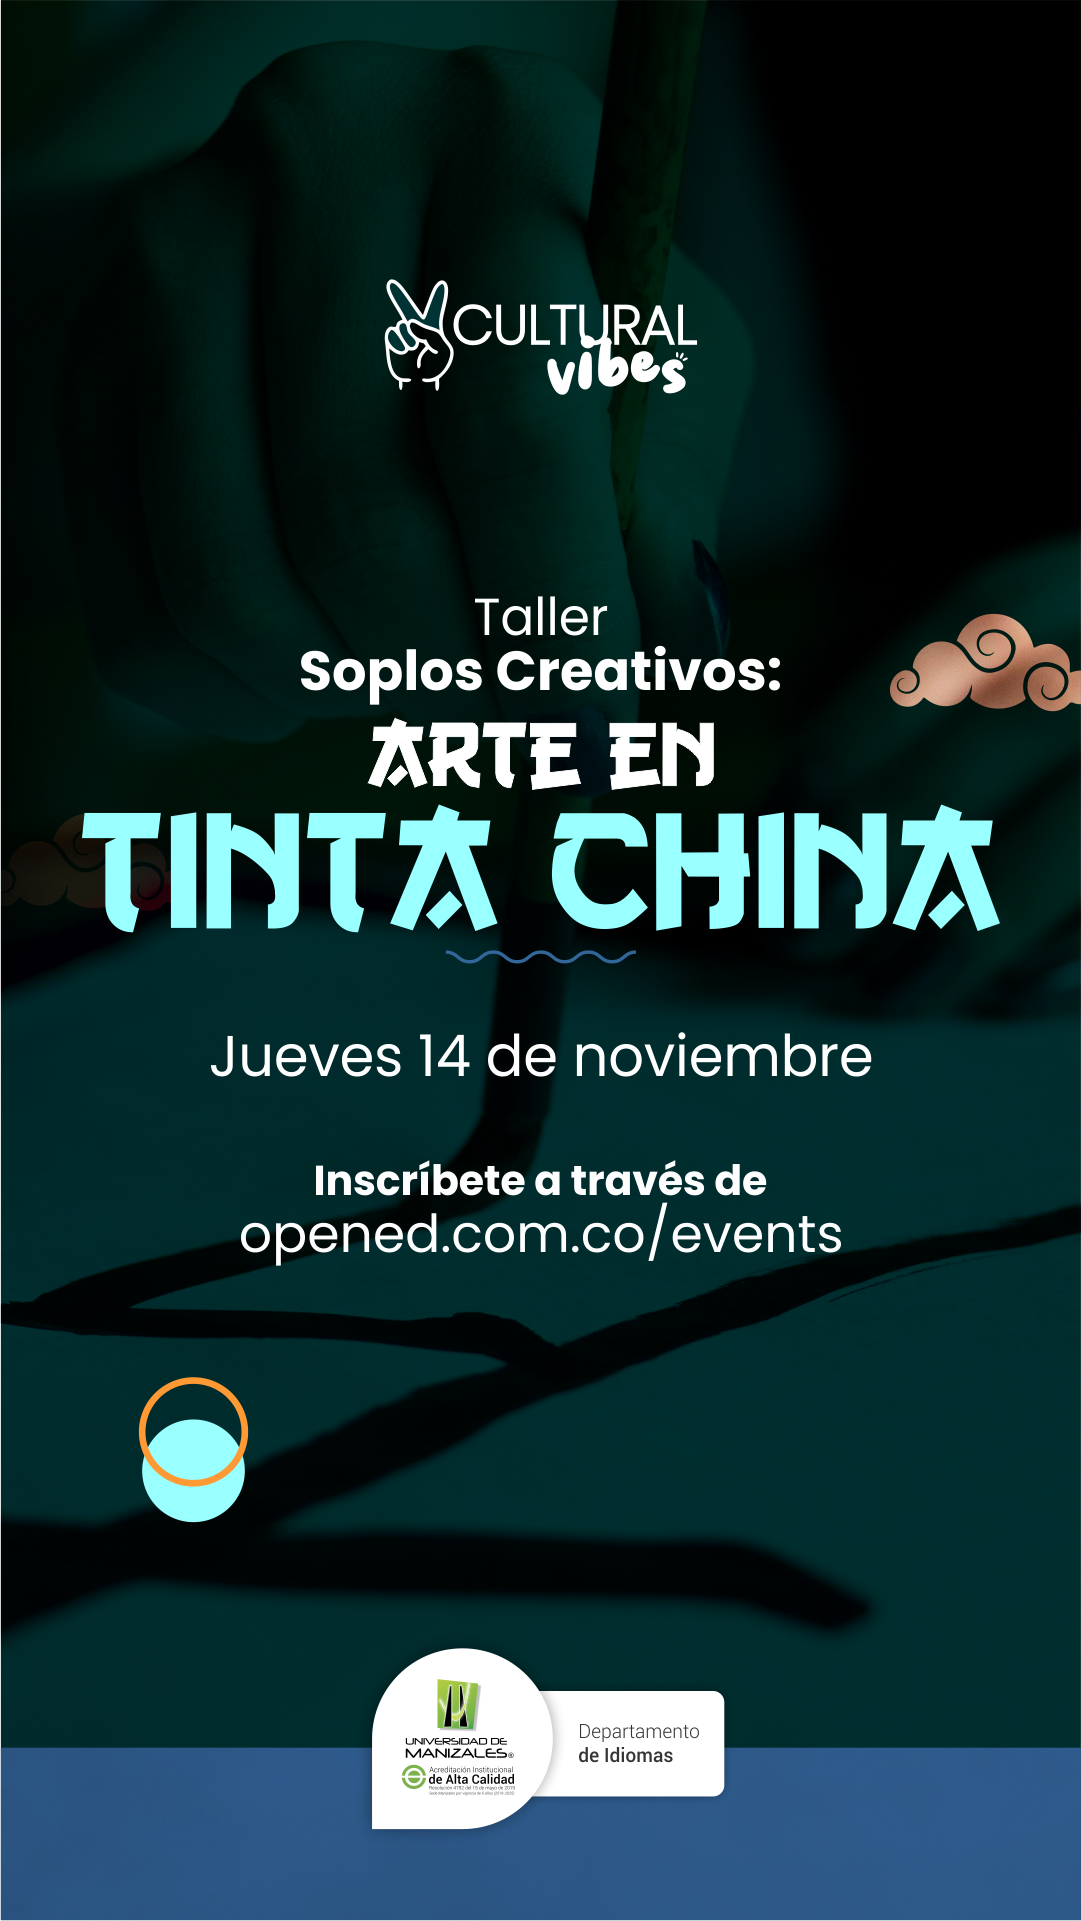 CULTURAL
vibes
Taller
Soplos Creativos:
ARTE EN
TINTA CHINA
Jueves 14 de noviembre
Inscríbete a través de
opened.com.co/events
UNIVERSIDAD DE
MANIZALES®
Acreditación Institucional
de Alta Calidad
Departamento
de Idiomas